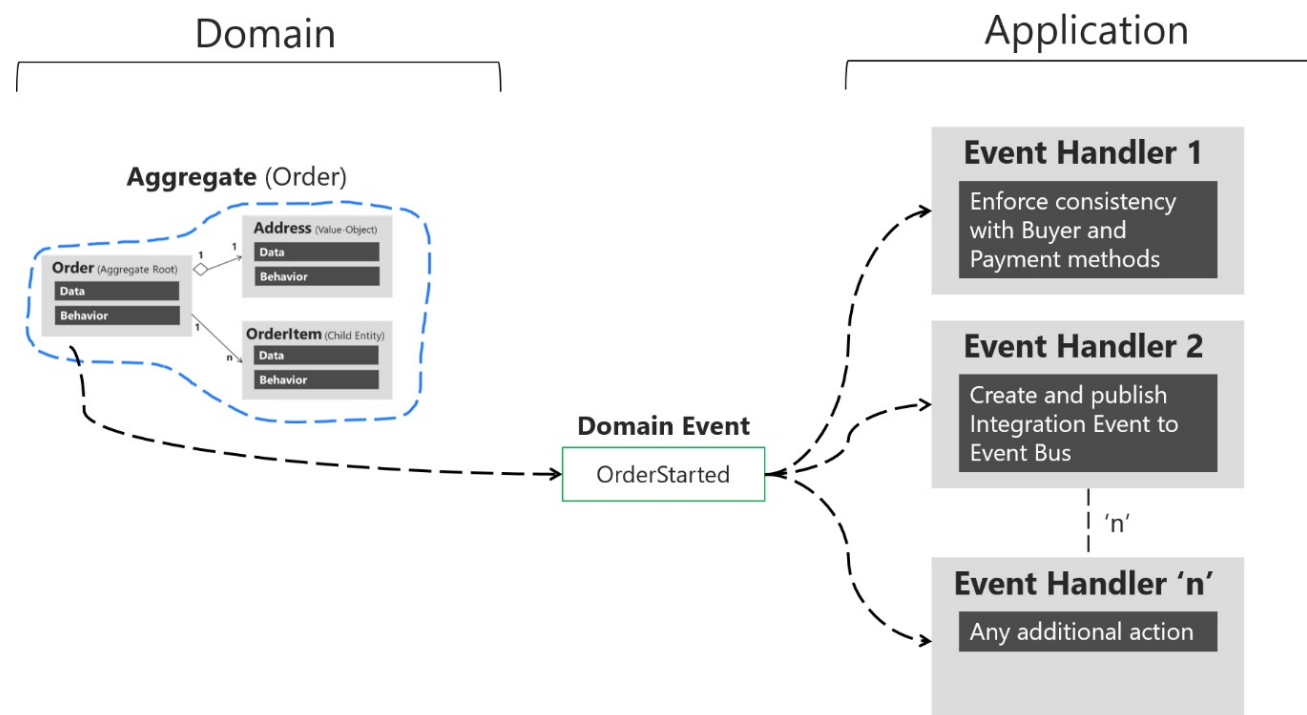 Domain
Application
Aggregate (Order)
Order (Aggregate Root)
Data
Behavior
1
1
Address (Value-Object)
Data
Behavior
1
n
OrderItem (Child Entity)
Data
Behavior
Domain Event
OrderStarted
Event Handler 1
Enforce consistency
with Buyer and
Payment methods
Event Handler 2
Create and publish
Integration Event to
Event Bus
‘n’
Event Handler ‘n’
Any additional action